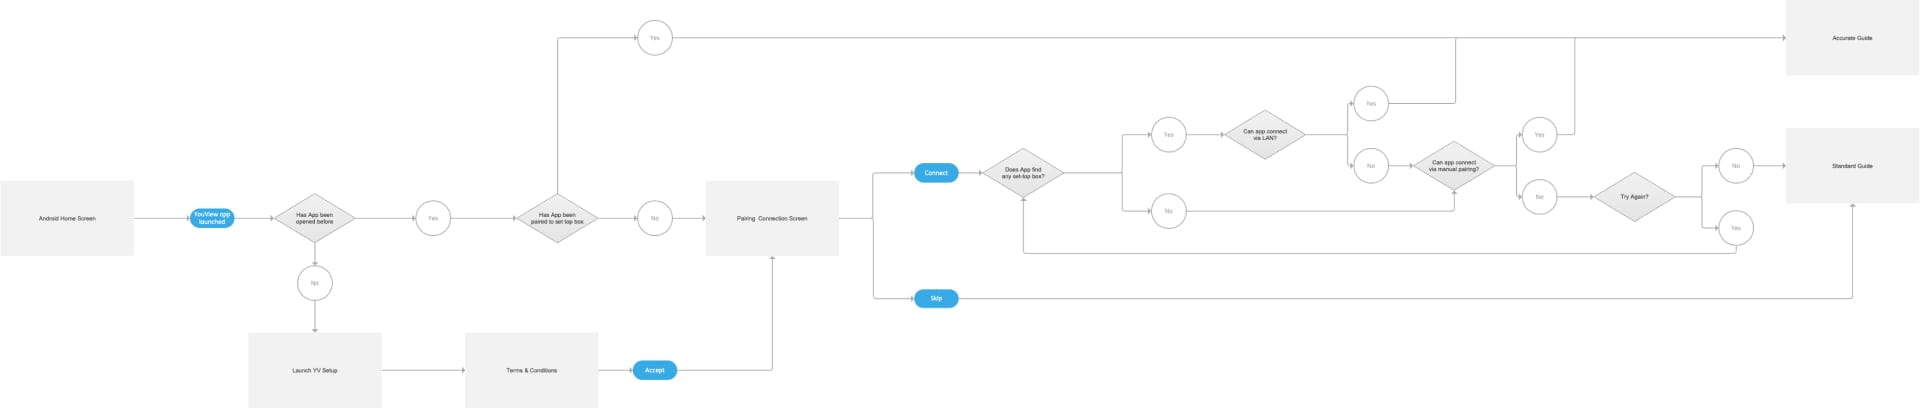 Yes
Accurate Guide
Yes
Yes
Can app connect
via LAN?
Yes
Connect
Does App find
any set-top box?
No
Can app connect
via manual pairing?
No
Standard Guide
No
No
Try Again?
Yes
Android Home Screen
YouView app
launched
Has App been
opened before
Yes
Has App been
paired to set top box
No
Pairing Connection Screen
No
Skip
Launch YV Setup
Terms & Conditions
Accept